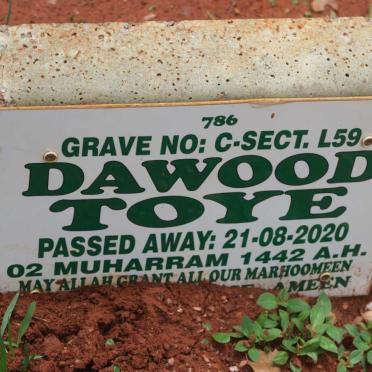 786
GRAVE NO: C-SECT. L59
DAWOOD
TOYE
PASSED AWAY: 21-08-2020
02 MUHARRAM 1442 A.H.
MAY ALLAH GRANT ALL OUR MARHOOMEEN
AMEEN